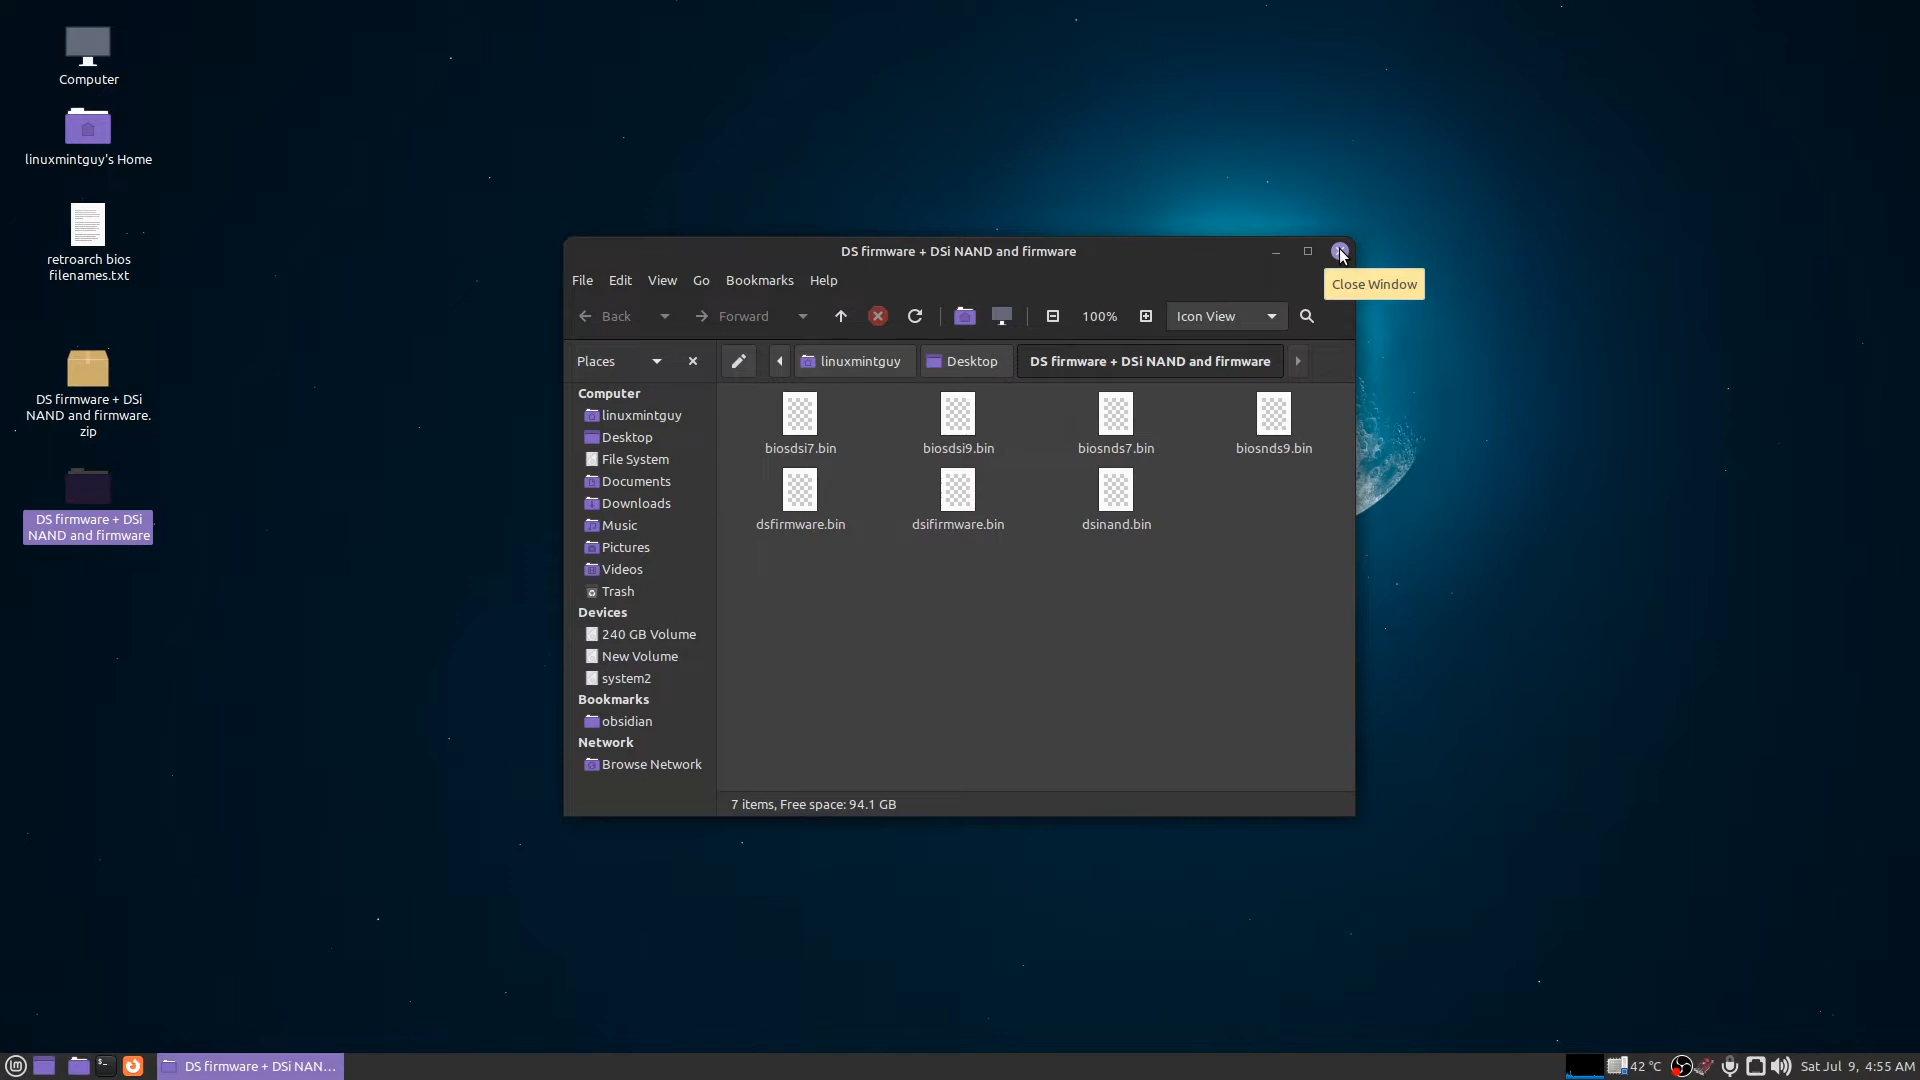 Computer
linuxmintguy's Home
retroarch bios
filenames.txt
DS firmware + DSi
NAND and firmware.
zip
DS firmware + DSi
NAND and firmware
DS firmware + DSi NAND and firmware
Close Window
File Edit View Go Bookmarks Help
Back Forward 100% Icon View
Places
linuxmintguy Desktop DS firmware + DSi NAND and firmware
Computer
linuxmintguy
Desktop
File System
Documents
Downloads
Music
Pictures
Videos
Trash
Devices
240 GB Volume
New Volume
system2
Bookmarks
obsidian
Network
Browse Network
biosdsi7.bin biosdsi9.bin biosnds7.bin biosnds9.bin
dsfirmware.bin dsifirmware.bin dsinand.bin
7 items, Free space: 94.1 GB
DS firmware + DSi NAN...
42 °C
Sat Jul 9, 4:55 AM